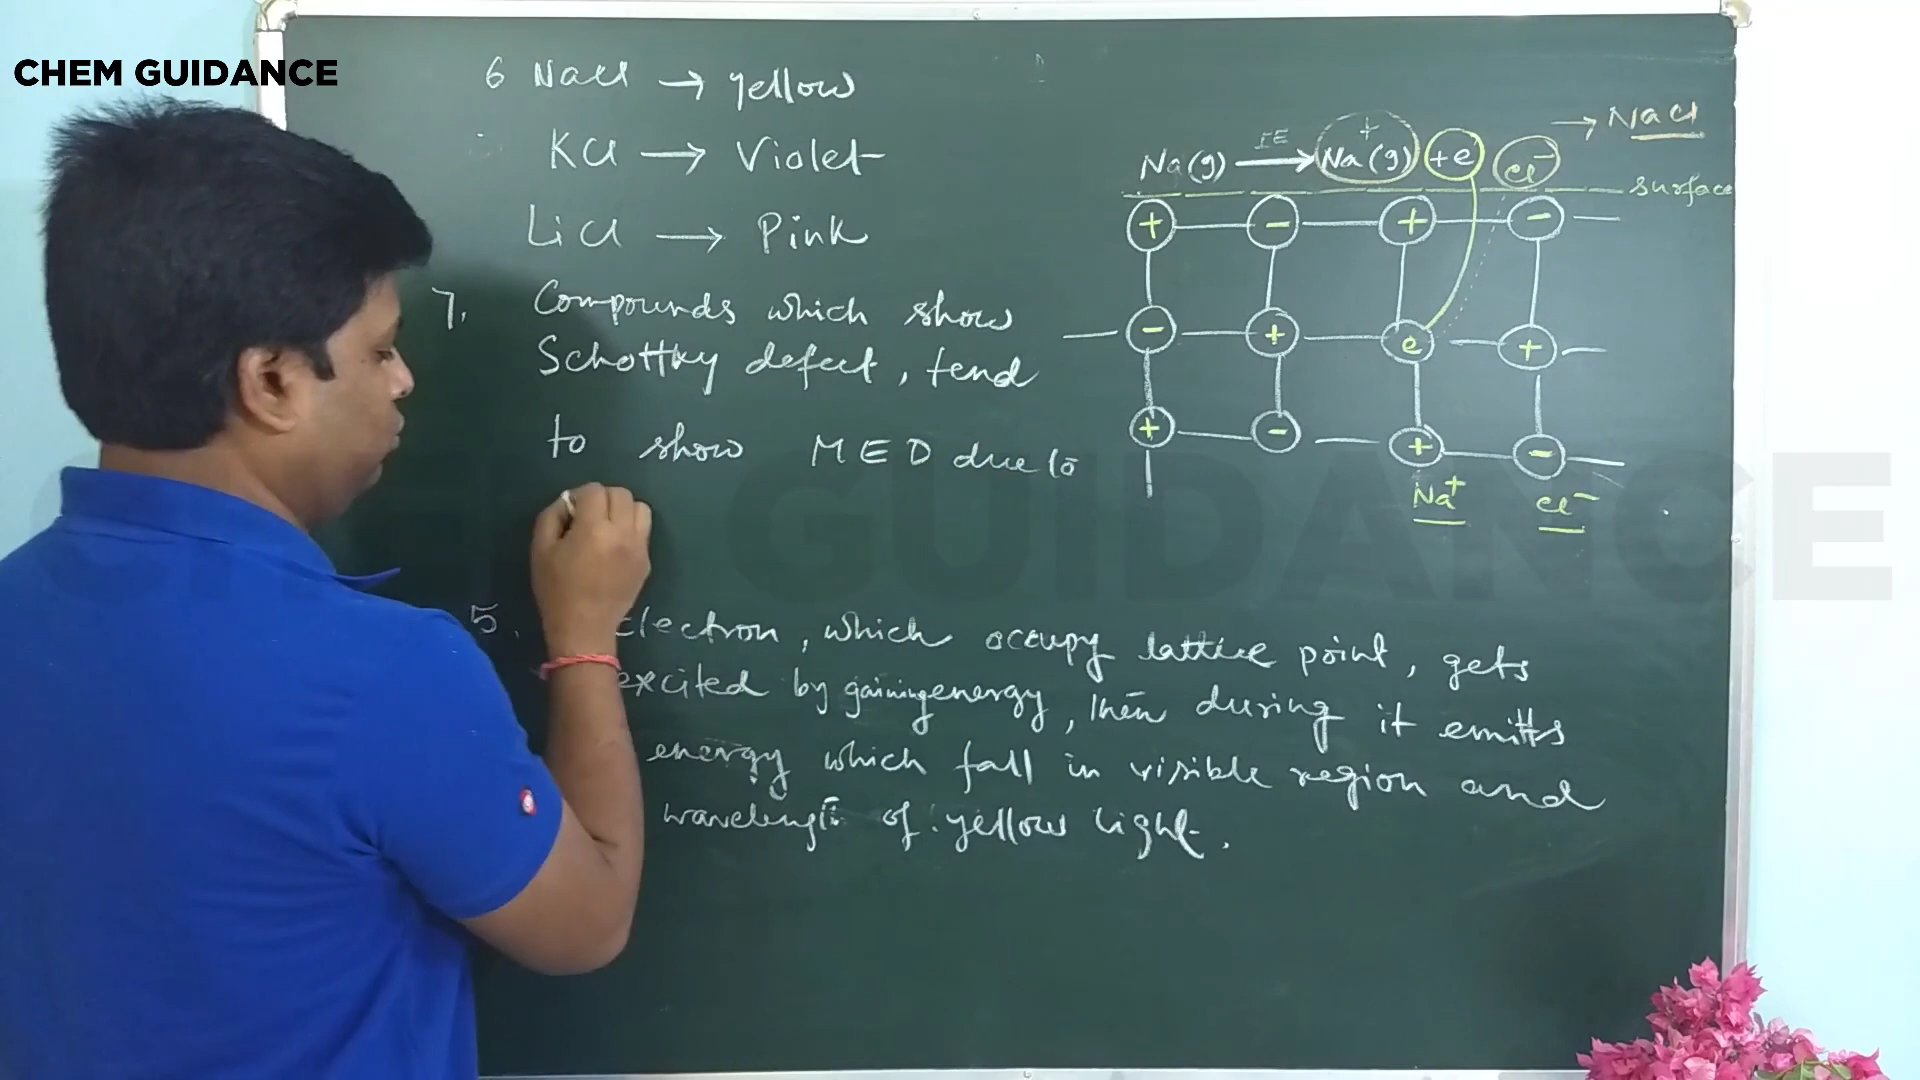 CHEM GUIDANCE
6 NaCl → yellow
KCl → Violet
LiCl → Pink
7. Compounds which show
Schottky defect, tend
to show MED due to
Na(g) IE → Na+(g) +e Cl- → NaCl
surface
+ - + -
- + e +
+ - + -
Na+ Cl-
5. electron, which occupy lattice point, gets
excited by gaining energy, then during it emitts
energy which fall in visible region and
wavelength of yellow light.
GUIDANCE